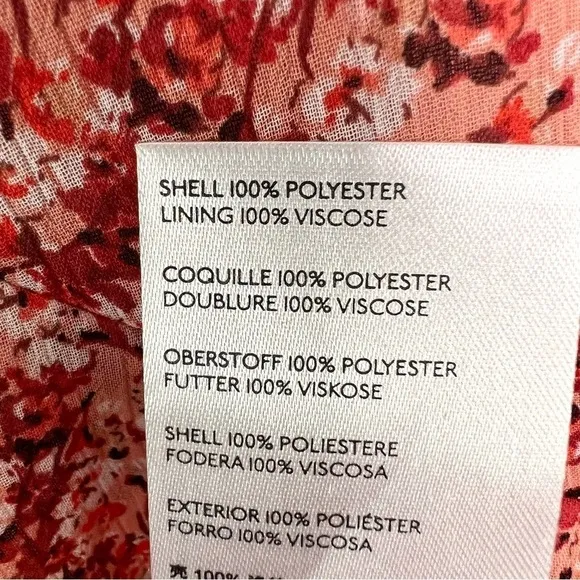 SHELL 100% POLYESTER
LINING 100% VISCOSE
COQUILLE 100% POLYESTER
DOUBLURE 100% VISCOSE
OBERSTOFF 100% POLYESTER
FUTTER 100% VISKOSE
SHELL 100% POLIESTERE
FODERA 100% VISCOSA
EXTERIOR 100% POLIÉSTER
FORRO 100% VISCOSA
100%